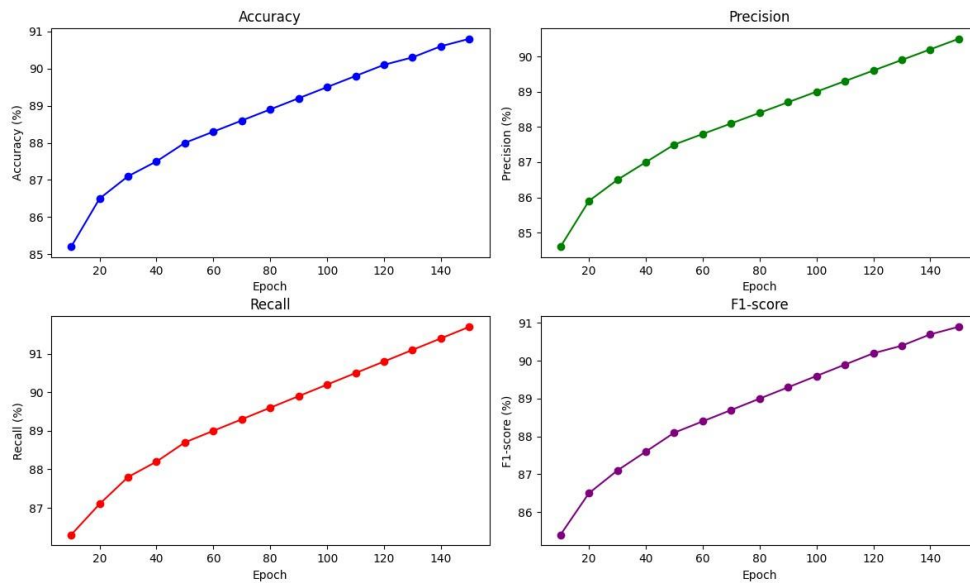 Accuracy
Accuracy (%)
91
90
89
88
87
86
85
20 40 60 80 100 120 140
Epoch
Precision
Precision (%)
90
89
88
87
86
85
20 40 60 80 100 120 140
Epoch
Recall
Recall (%)
91
90
89
88
87
20 40 60 80 100 120 140
Epoch
F1-score
F1-score (%)
91
90
89
88
87
86
20 40 60 80 100 120 140
Epoch